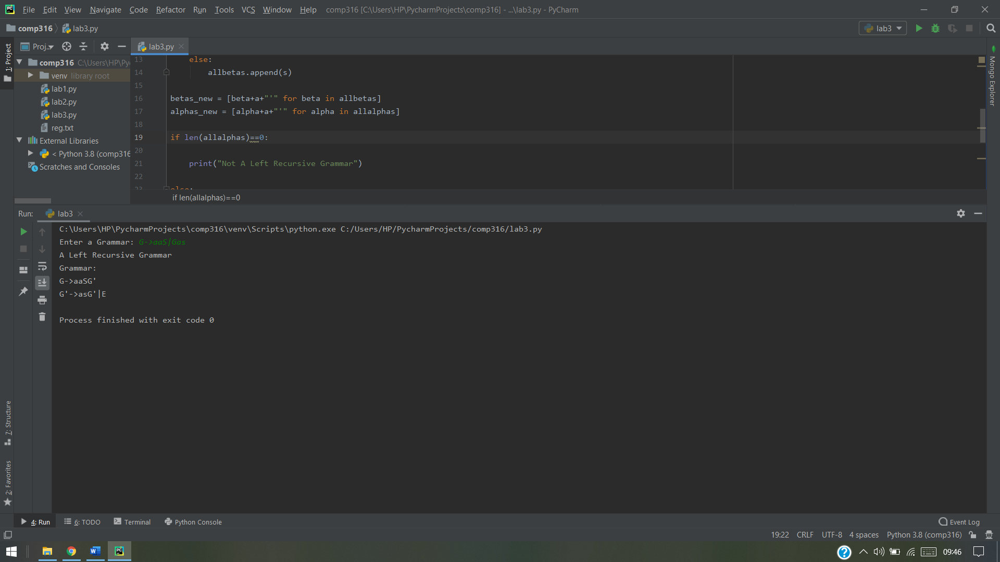 File Edit View Navigate Code Refactor Run Tools VCS Window Help comp316 [C:\Users\HP\PycharmProjects\comp316] - ...\lab3.py - PyCharm
comp316 lab3.py lab3
1: Project
Proj..
lab3.py
comp316 C:\Users\HP\Py
venv library root
lab1.py
lab2.py
lab3.py
reg.txt
External Libraries
< Python 3.8 (comp316
Scratches and Consoles
13 else:
14 allbetas.append(s)
15
16 betas_new = [beta+a+"'" for beta in allbetas]
17 alphas_new = [alpha+a+"'" for alpha in allalphas]
18
19 if len(allalphas)==0:
20
21 print("Not A Left Recursive Grammar")
22
23 else:
if len(allalphas)==0
Mongo Explorer
Run: lab3
C:\Users\HP\PycharmProjects\comp316\venv\Scripts\python.exe C:/Users/HP/PycharmProjects/comp316/lab3.py
Enter a Grammar: G->aaS|Gas
A Left Recursive Grammar
Grammar:
G->aaSG'
G'->asG'|E
Process finished with exit code 0
7: Structure
2: Favorites
4: Run 6: TODO Terminal Python Console Event Log
19:22 CRLF UTF-8 4 spaces Python 3.8 (comp316)
09:46